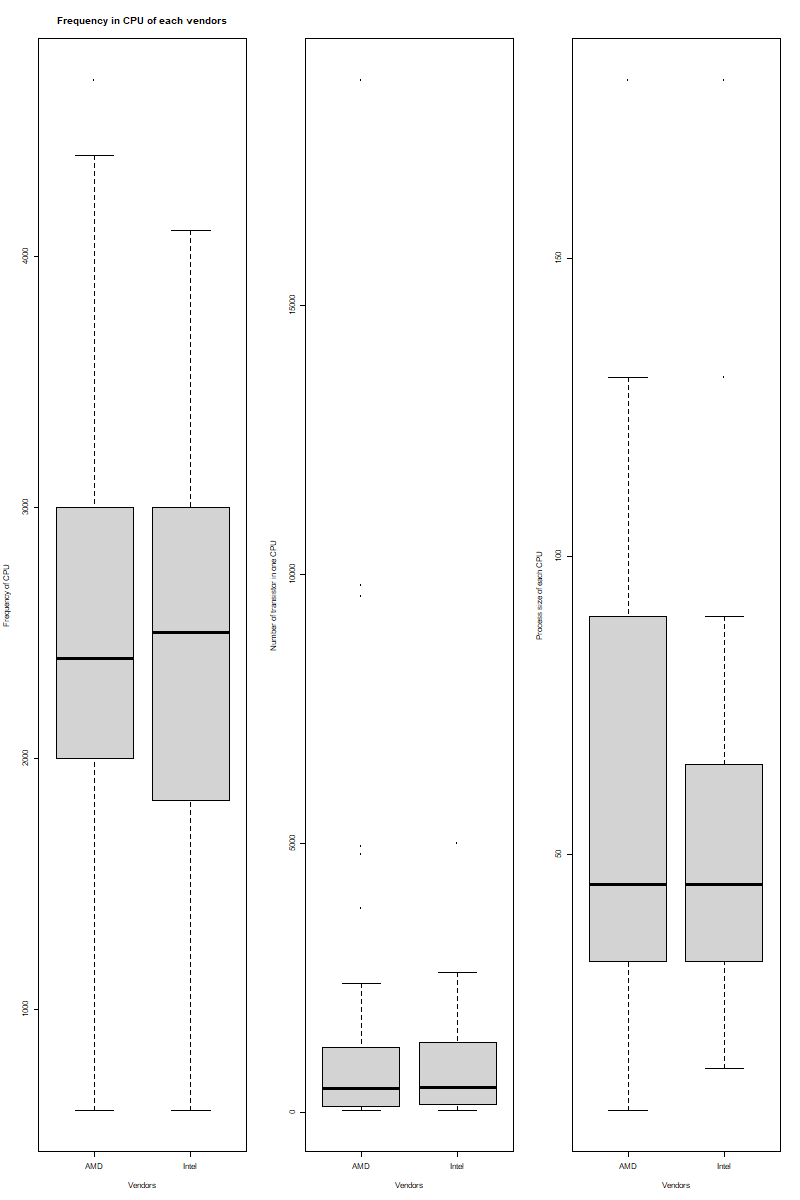 Frequency in CPU of each vendors
Frequency of CPU
4000
3000
2000
1000
AMD
Intel
Vendors
Number of transistor in one CPU
15000
10000
5000
0
AMD
Intel
Vendors
Process size of each CPU
150
100
50
AMD
Intel
Vendors